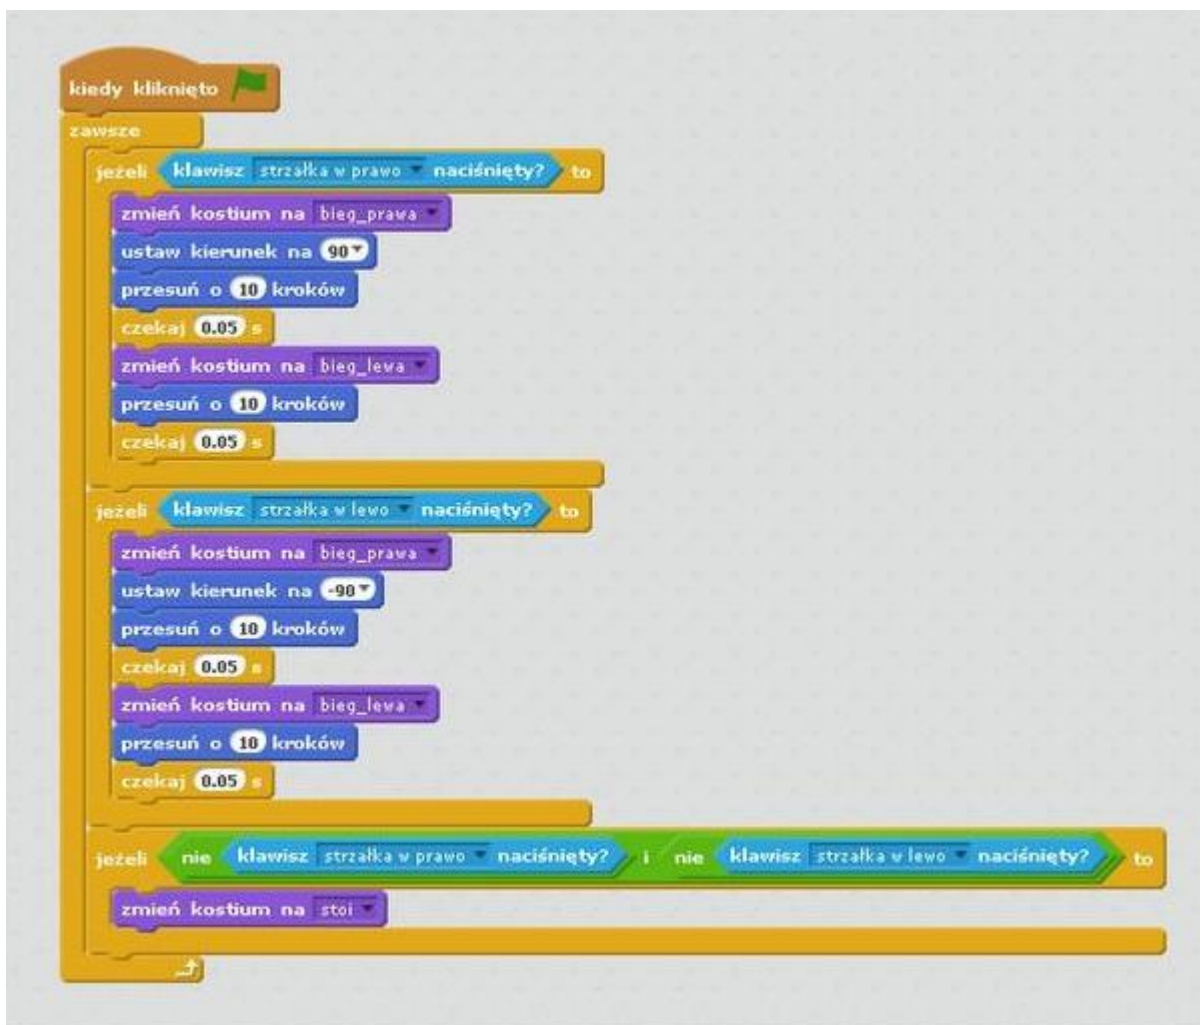 kiedy kliknięto
zawsze
jeżeli klawisz strzałka w prawo naciśnięty? to
zmień kostium na bieg_prawa
ustaw kierunek na 90
przesuń o 10 kroków
czekaj 0.05 s
zmień kostium na bieg_lewa
przesuń o 10 kroków
czekaj 0.05 s
jeżeli klawisz strzałka w lewo naciśnięty? to
zmień kostium na bieg_prawa
ustaw kierunek na -90
przesuń o 10 kroków
czekaj 0.05 s
zmień kostium na bieg_lewa
przesuń o 10 kroków
czekaj 0.05 s
jeżeli nie klawisz strzałka w prawo naciśnięty? i nie klawisz strzałka w lewo naciśnięty? to
zmień kostium na stoi